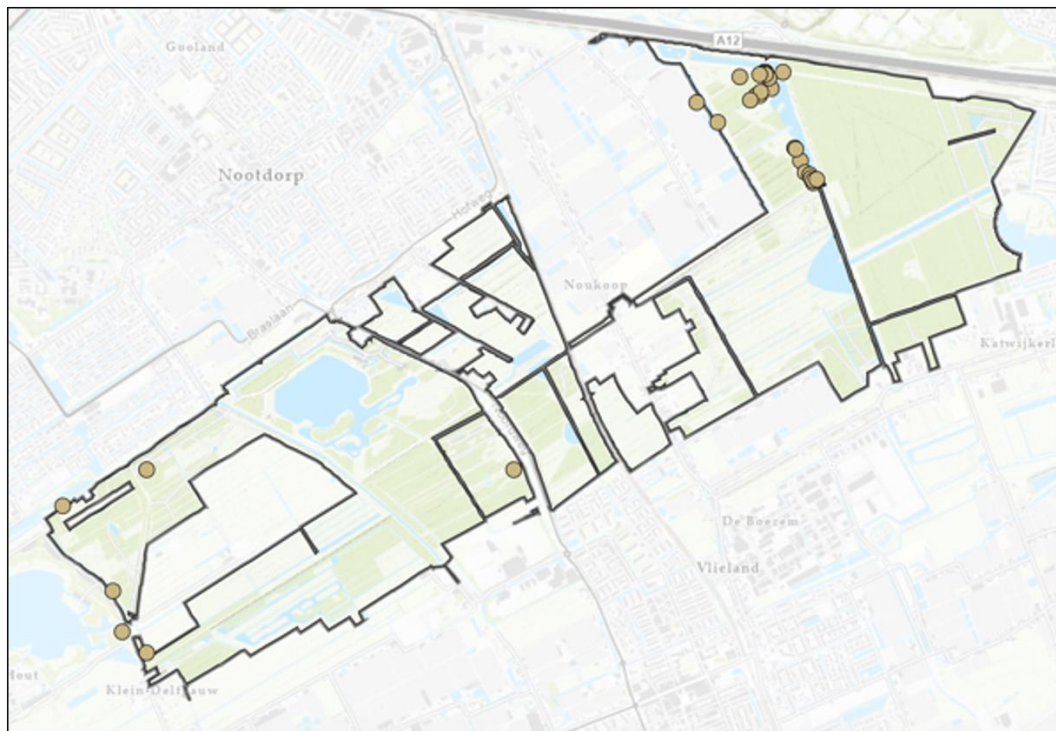 Gooland
A12
Nootdorp
Hofweg
Noukoop
Braslaan
Katwijkerl
De Boezem
Vlieland
Hout
Klein-Delfgauw